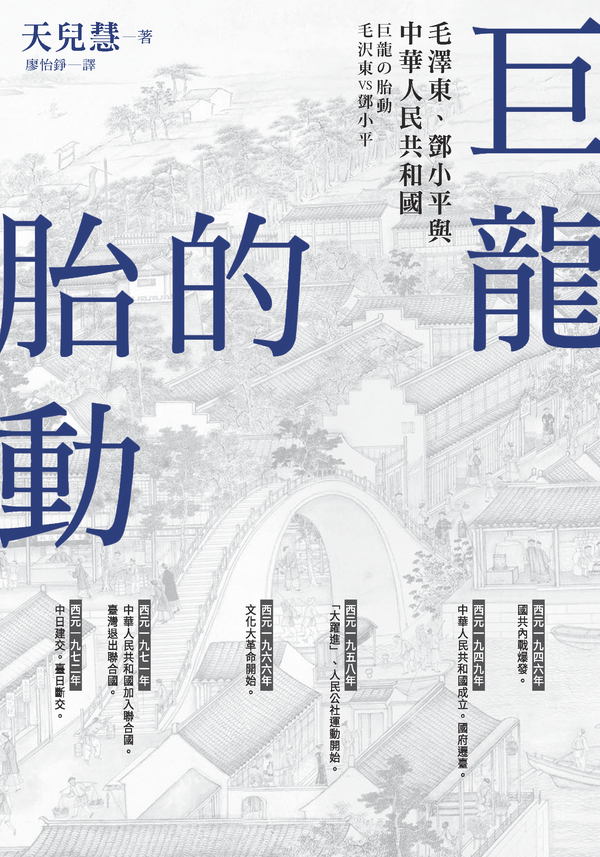 巨龍
的
胎動
毛澤東、鄧小平與
中華人民共和國
巨龍の胎動
毛沢東vs鄧小平
天兒慧─著
廖怡錚─譯
西元一九四六年
國共內戰爆發。
西元一九四九年
中華人民共和國成立。國府遷臺。
西元一九五八年
「大躍進」、人民公社運動開始。
西元一九六六年
文化大革命開始。
西元一九七一年
中華人民共和國加入聯合國。
臺灣退出聯合國。
西元一九七二年
中日建交。臺日斷交。